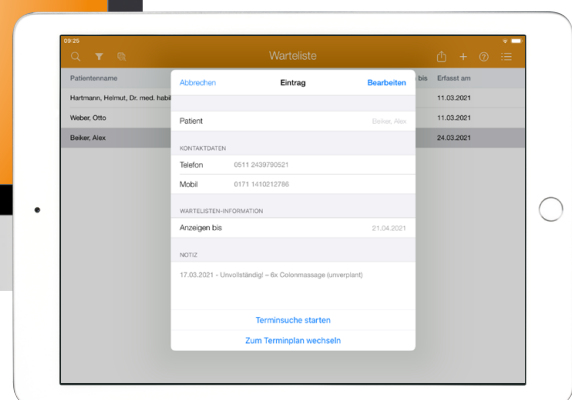 09:25
Warteliste
Patientenname bis Erfasst am
Hartmann, Helmut, Dr. med. habil 11.03.2021
Weber, Otto 11.03.2021
Beiker, Alex 24.03.2021
Abbrechen Eintrag Bearbeiten
Patient Beiker, Alex
KONTAKTDATEN
Telefon 0511 2439790521
Mobil 0171 1410212786
WARTELISTEN-INFORMATION
Anzeigen bis 21.04.2021
NOTIZ
17.03.2021 - Unvollständig! – 6x Colonmassage (unverplant)
Terminsuche starten
Zum Terminplan wechseln